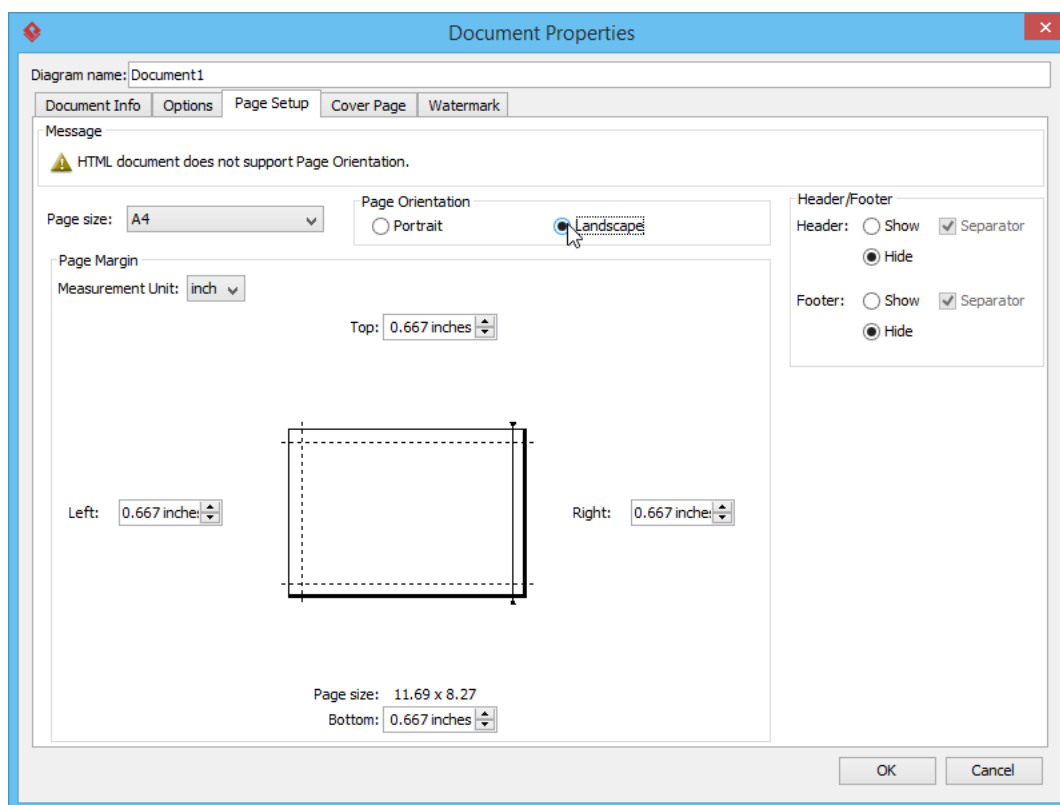 Document Properties
Diagram name: Document1
Document Info Options Page Setup Cover Page Watermark
Message
HTML document does not support Page Orientation.
Page size: A4
Page Orientation
Portrait Landscape
Header/Footer
Header: Show Separator
Hide
Footer: Show Separator
Hide
Page Margin
Measurement Unit: inch
Top: 0.667 inches
Left: 0.667 inches
Right: 0.667 inches
Page size: 11.69 x 8.27
Bottom: 0.667 inches
OK Cancel